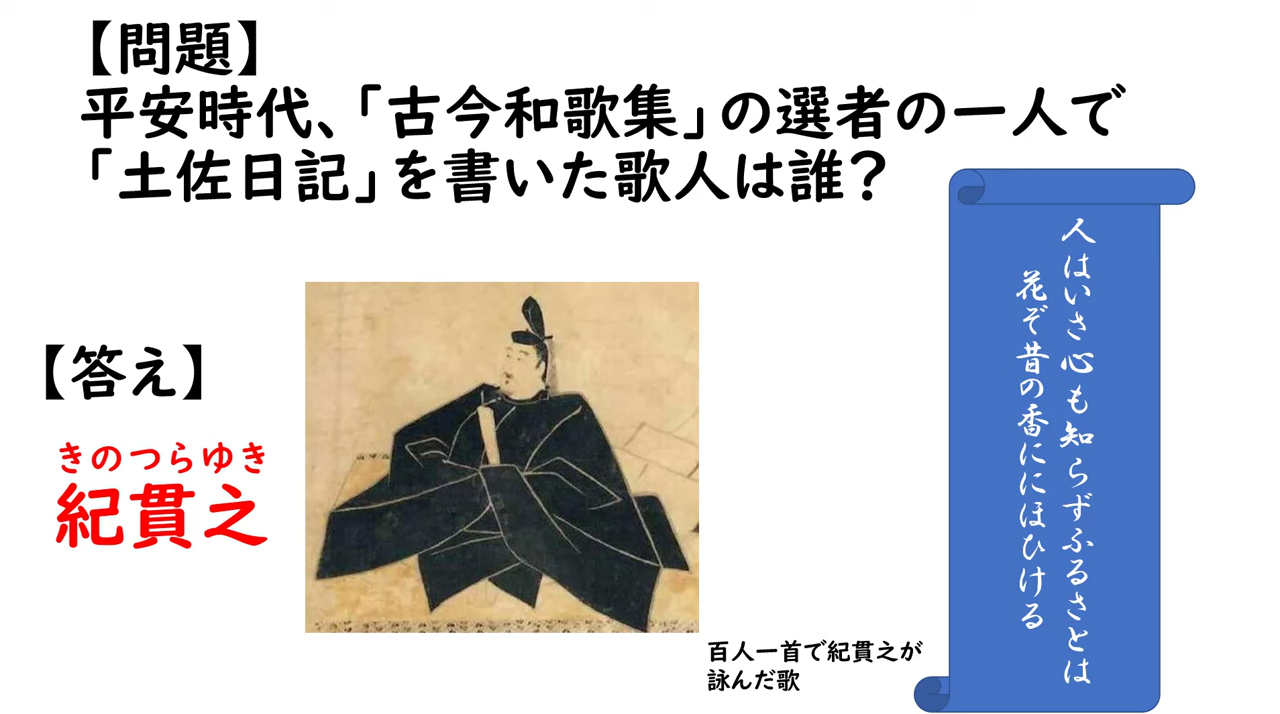 【問題】
平安時代、「古今和歌集」の選者の一人で
「土佐日記」を書いた歌人は誰？
人はいさ心も知らずふるさとは
花ぞ昔の香ににほひける
【答え】
きのつらゆき
紀貫之
百人一首で紀貫之が
詠んだ歌